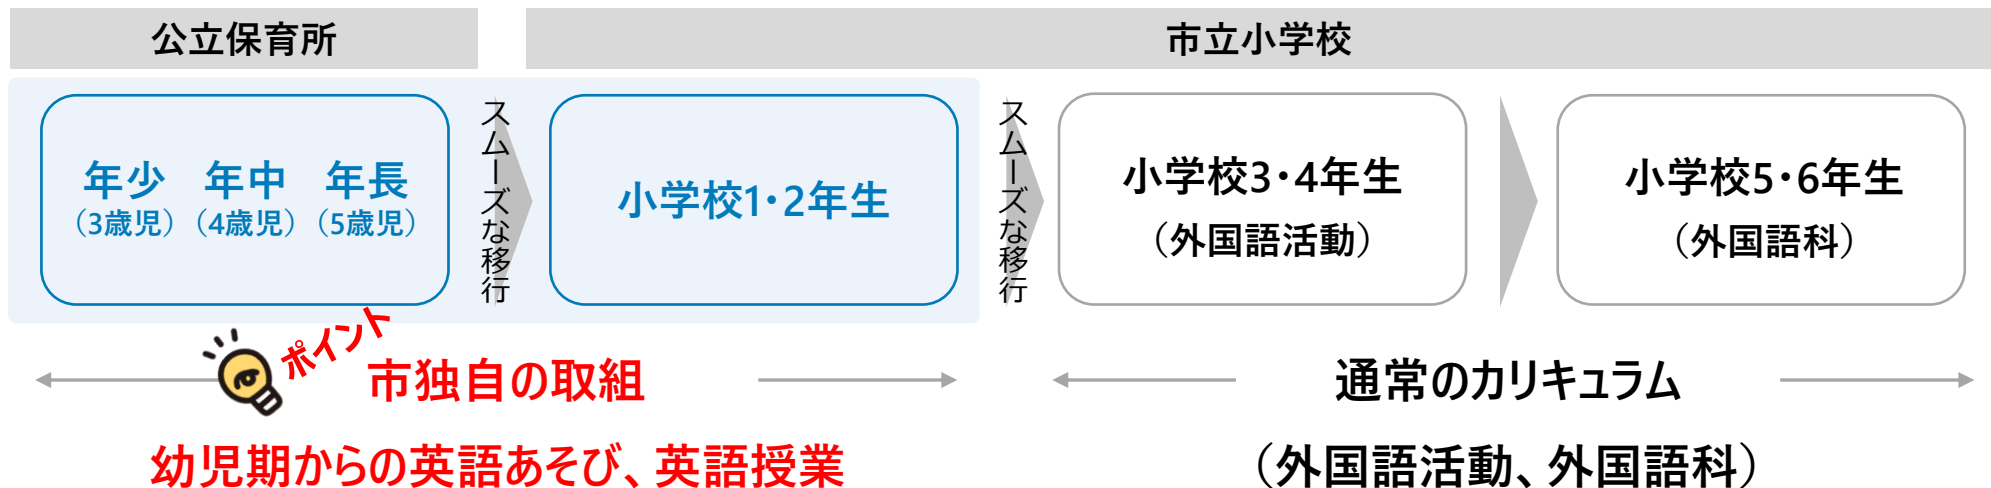 公立保育所
市立小学校
年少 年中 年長
（3歳児）（4歳児）（5歳児）
スムーズな移行
小学校1・2年生
スムーズな移行
小学校3・4年生
（外国語活動）
小学校5・6年生
（外国語科）
ポイント
市独自の取組
通常のカリキュラム
幼児期からの英語あそび、英語授業
（外国語活動、外国語科）